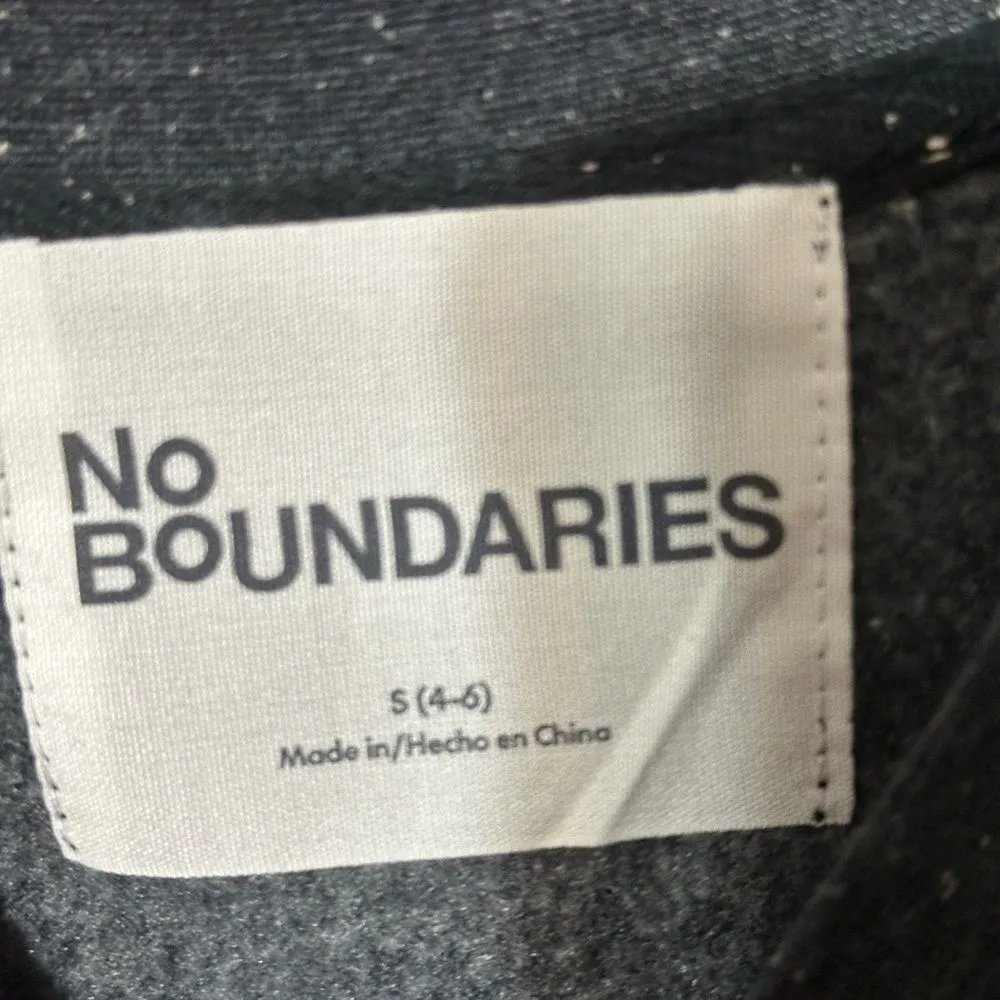 No
BoUNDARIES
S (4-6)
Made in/Hecho en China